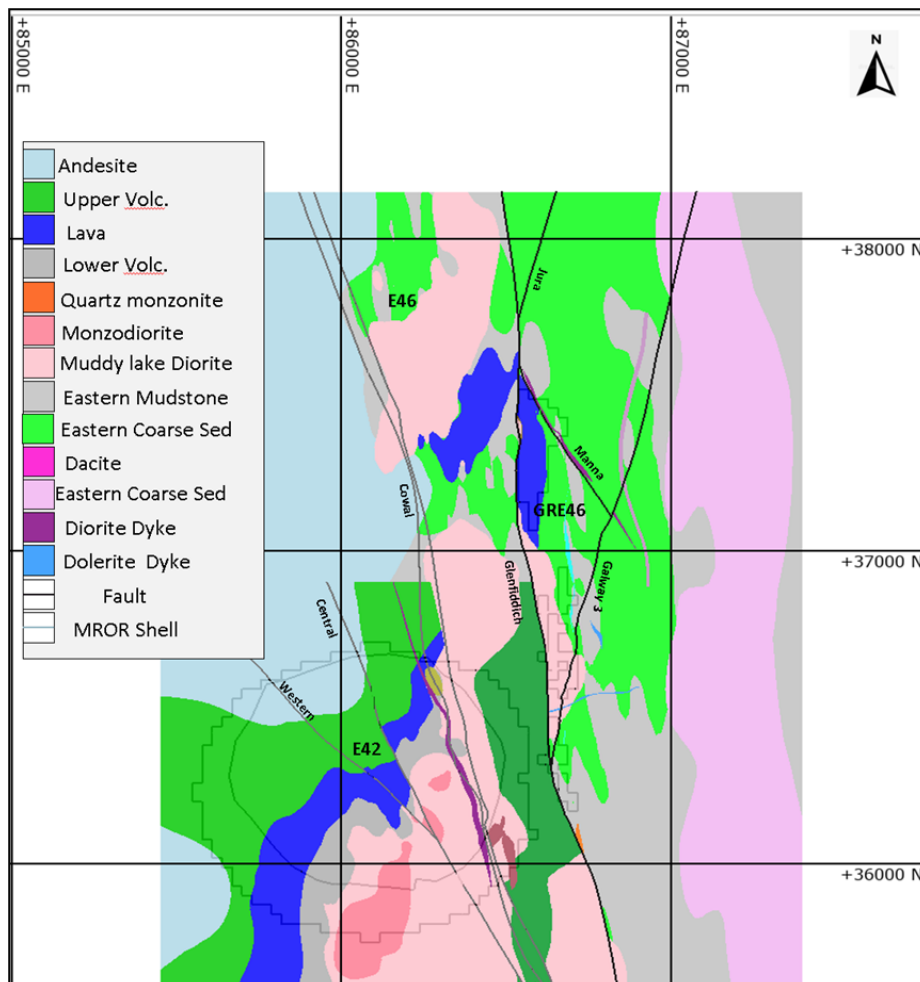 +85000 E
+86000 E
+87000 E
N
Andesite
Upper Volc.
Lava
Lower Volc.
Quartz monzonite
Monzodiorite
Muddy lake Diorite
Eastern Mudstone
Eastern Coarse Sed
Dacite
Eastern Coarse Sed
Diorite Dyke
Dolerite Dyke
Fault
MROR Shell
+38000 N
Jura
E46
Manna
Cowal
GRE46
+37000 N
Glenfiddich
Galway 3
Central
Western
E42
+36000 N